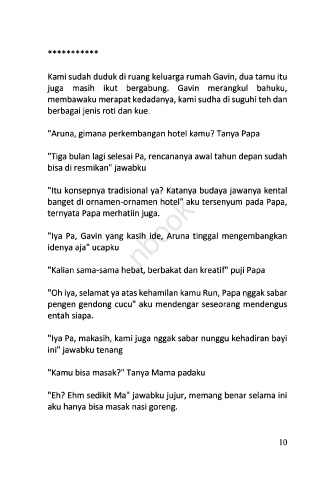 ***********
Kami sudah duduk di ruang keluarga rumah Gavin, dua tamu itu
juga masih ikut bergabung. Gavin merangkul bahuku,
membawaku merapat kedadanya, kami sudha di suguhi teh dan
berbagai jenis roti dan kue.
"Aruna, gimana perkembangan hotel kamu? Tanya Papa
"Tiga bulan lagi selesai Pa, rencananya awal tahun depan sudah
bisa di resmikan" jawabku
"Itu konsepnya tradisional ya? Katanya budaya jawanya kental
banget di ornamen-ornamen hotel" aku tersenyum pada Papa,
ternyata Papa merhatiin juga.
"Iya Pa, Gavin yang kasih ide, Aruna tinggal mengembangkan
idenya aja" ucapku
"Kalian sama-sama hebat, berbakat dan kreatif" puji Papa
"Oh iya, selamat ya atas kehamilan kamu Run, Papa nggak sabar
pengen gendong cucu" aku mendengar seseorang mendengus
entah siapa.
"Iya Pa, makasih, kami juga nggak sabar nunggu kehadiran bayi
ini" jawabku tenang
"Kamu bisa masak?" Tanya Mama padaku
"Eh? Ehm sedikit Ma" jawabku jujur, memang benar selama ini
aku hanya bisa masak nasi goreng.
nbook
10